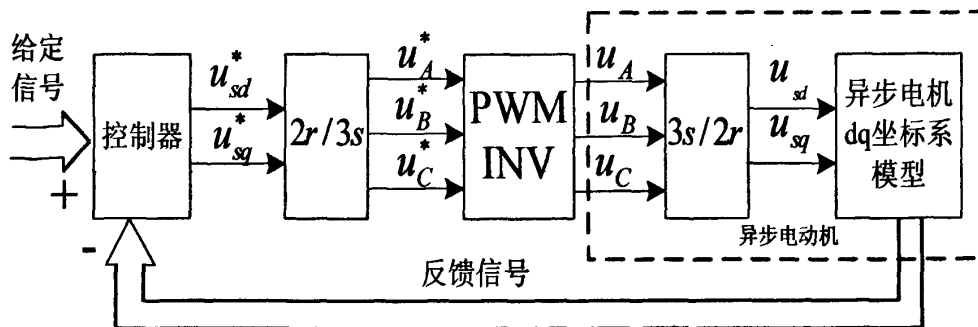 给定
信号
+
-
控制器
u*sd
u*sq
2r/3s
u*A
u*B
u*C
PWM
INV
uA
uB
uC
3s/2r
usd
usq
异步电机
dq坐标系
模型
异步电动机
反馈信号